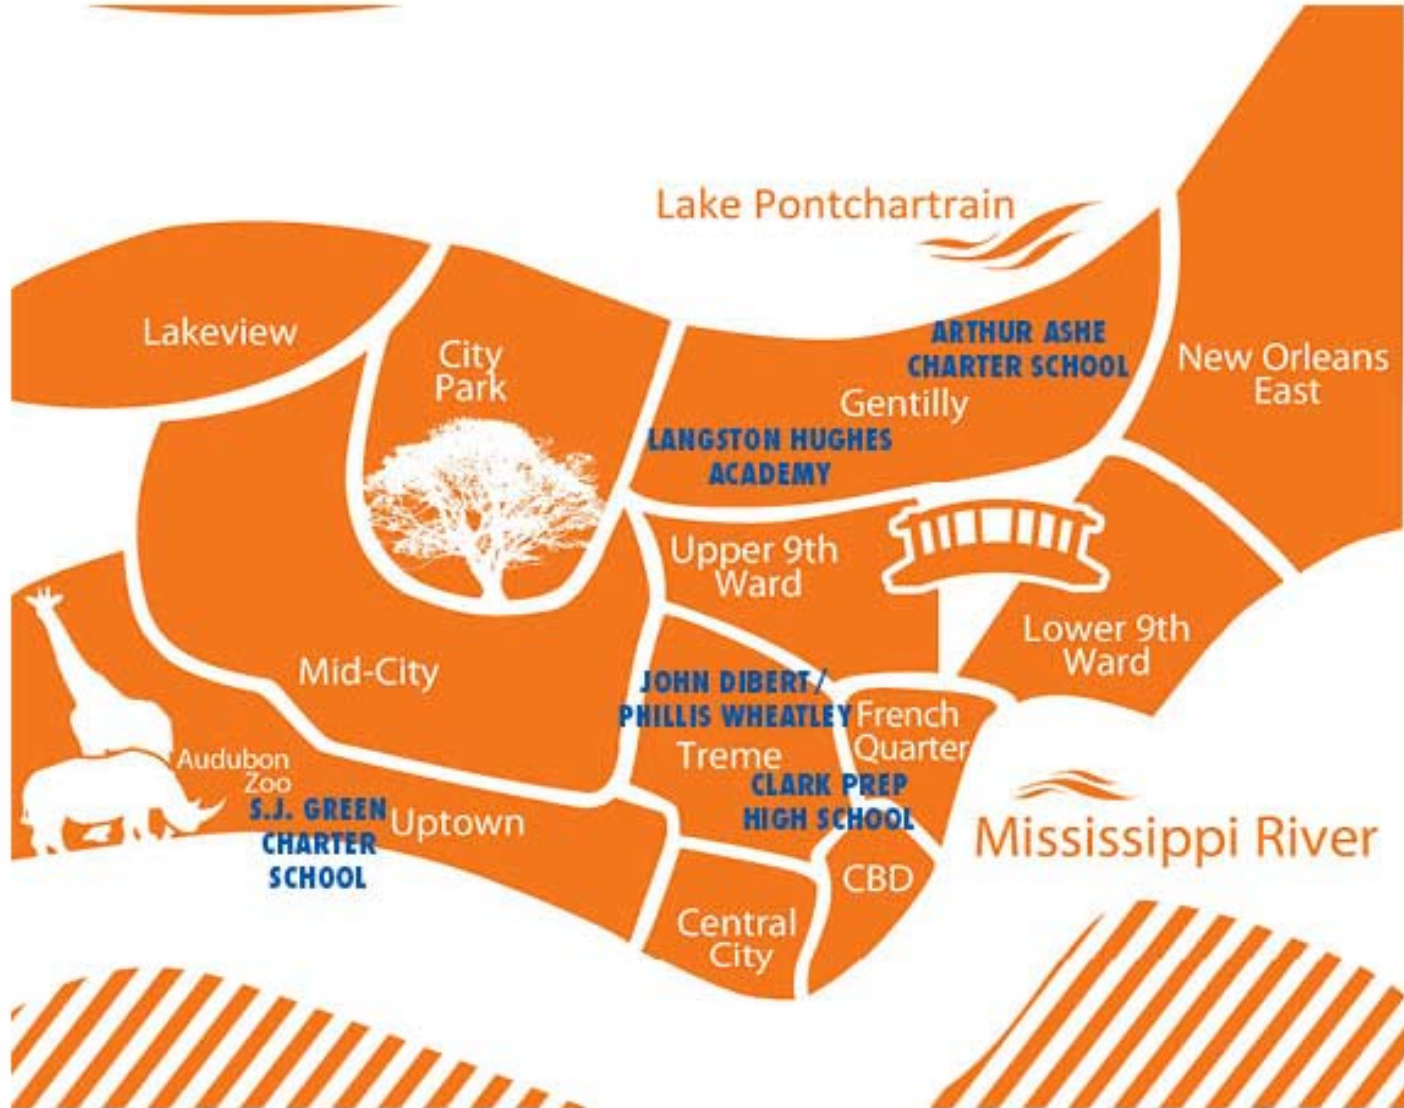 Lake Pontchartrain
Lakeview
City
Park
ARTHUR ASHE
CHARTER SCHOOL
Gentilly
New Orleans
East
LANGSTON HUGHES
ACADEMY
Upper 9th
Ward
Lower 9th
Ward
Mid-City
JOHN DIBERT/
PHILLIS WHEATLEY
Treme
French
Quarter
CLARK PREP
HIGH SCHOOL
Audubon
Zoo
S.J. GREEN
CHARTER
SCHOOL
Uptown
Mississippi River
CBD
Central
City